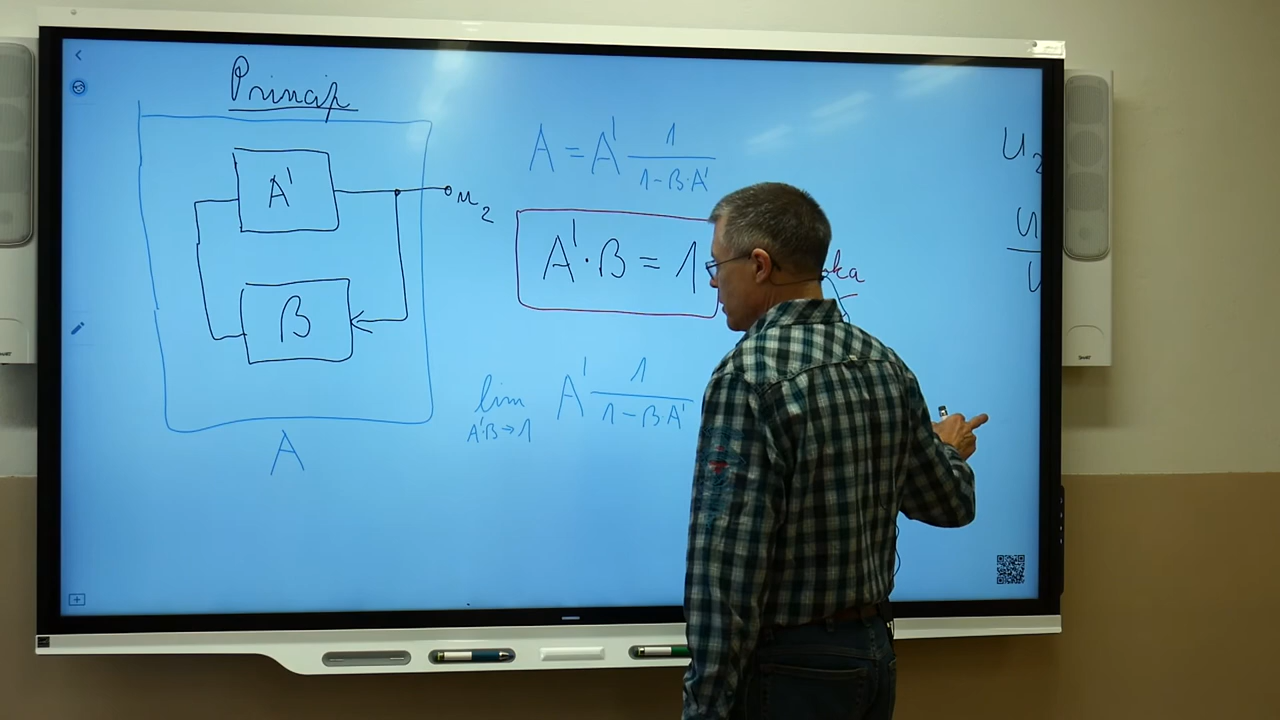 Princip
A'
u₂
β
A
A = A' 1/(1-β·A')
A'·β = 1
lim A'β→1 A' 1/(1-β·A')
U₂